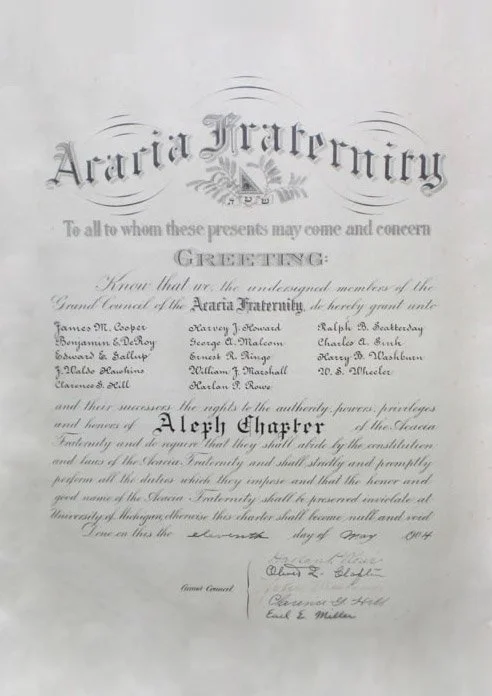 Acacia Fraternity
To all to whom these presents may come and concern
GREETING:
Know that we, the undersigned members of the
Grand Council of the Acacia Fraternity, do hereby grant unto
James M. Cooper Harvey J. Howard Ralph B. Scatterday
Benjamin E. DeRoy George A. Malcom Charles A. Sink
Edward E. Gallup Ernest R. Ringo Harry B. Washburn
J. Waldo Hawkins William J. Marshall W. S. Wheeler
Clarence G. Hill Harlan P. Rowe
and their successors the rights to the authority, powers, privileges
and honors of Aleph Chapter of the Acacia
Fraternity and do require that they shall abide by the constitution
and laws of the Acacia Fraternity and shall strictly and promptly
perform all the duties which they impose and that the honor and
good name of the Acacia Fraternity shall be preserved inviolate at
University of Michigan, otherwise this charter shall become null and void
Done on this the eleventh day of May 1904
Grand Council
Clarence G. Hill
Earl E. Miller